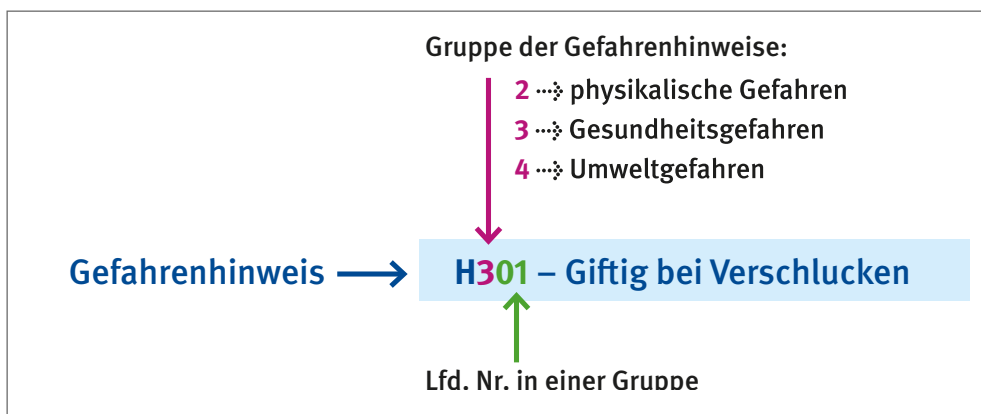 Gruppe der Gefahrenhinweise:
2 ···> physikalische Gefahren
3 ···> Gesundheitsgefahren
4 ···> Umweltgefahren
Gefahrenhinweis → H301 – Giftig bei Verschlucken
Lfd. Nr. in einer Gruppe